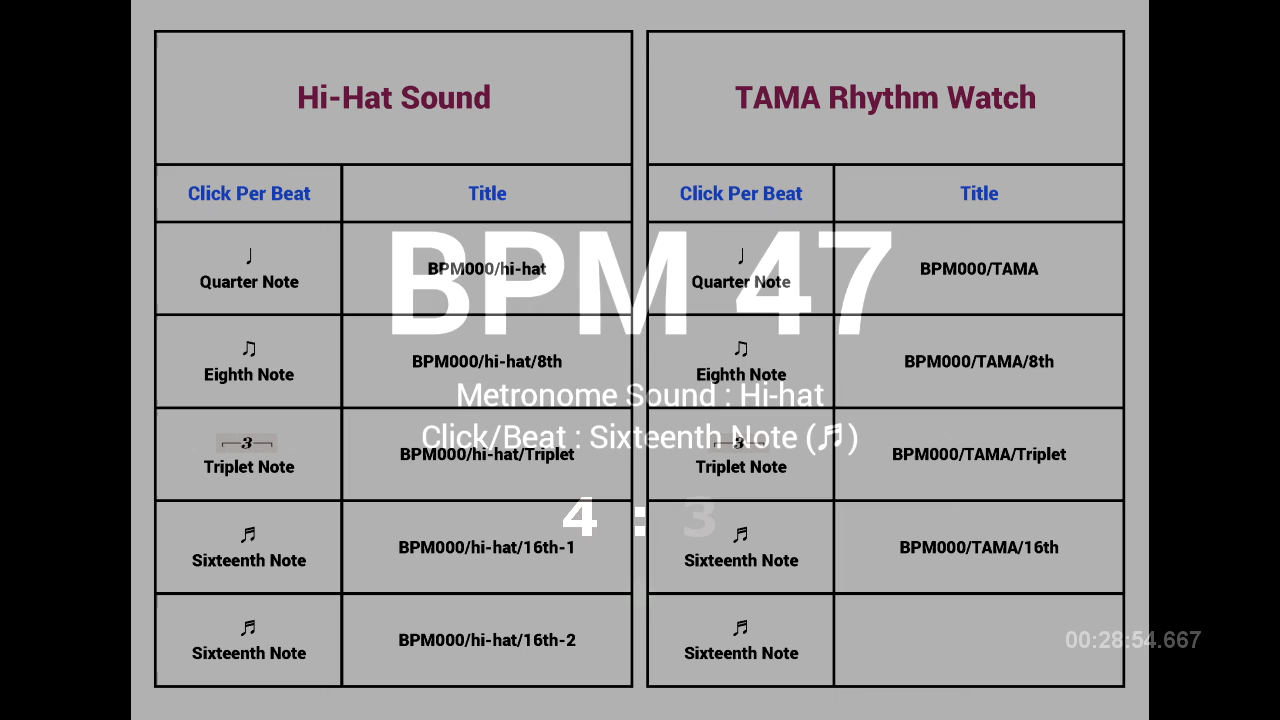 Hi-Hat Sound
TAMA Rhythm Watch
Click Per Beat
Title
Click Per Beat
Title
♩
Quarter Note
BPM000/hi-hat
♩
Quarter Note
BPM000/TAMA
BPM 47
♫
Eighth Note
BPM000/hi-hat/8th
♫
Eighth Note
BPM000/TAMA/8th
Metronome Sound : Hi-hat
Click/Beat : Sixteenth Note (♬)
3
Triplet Note
BPM000/hi-hat/Triplet
3
Triplet Note
BPM000/TAMA/Triplet
4 : 3
♬
Sixteenth Note
BPM000/hi-hat/16th-1
♬
Sixteenth Note
BPM000/TAMA/16th
♬
Sixteenth Note
BPM000/hi-hat/16th-2
♬
Sixteenth Note
00:28:54.667